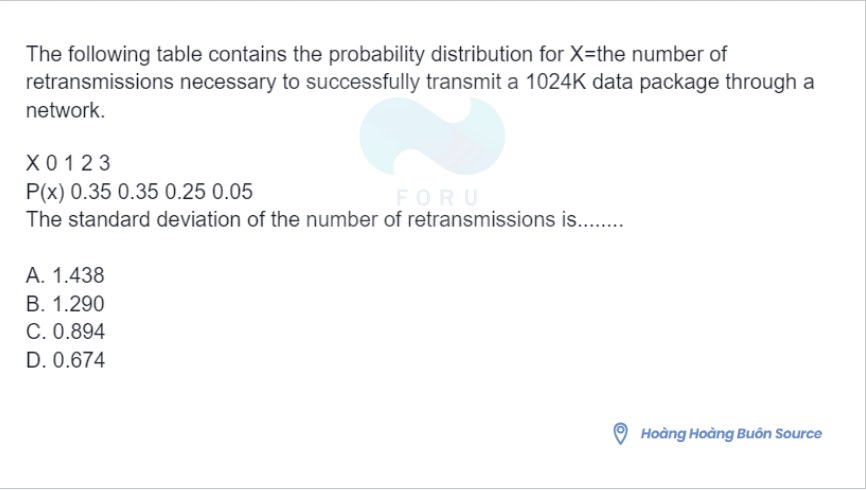 The following table contains the probability distribution for X=the number of
retransmissions necessary to successfully transmit a 1024K data package through a
network.
X 0 1 2 3
P(x) 0.35 0.35 0.25 0.05
FORU
The standard deviation of the number of retransmissions is........
A. 1.438
B. 1.290
C. 0.894
D. 0.674
Hoàng Hoàng Buôn Source